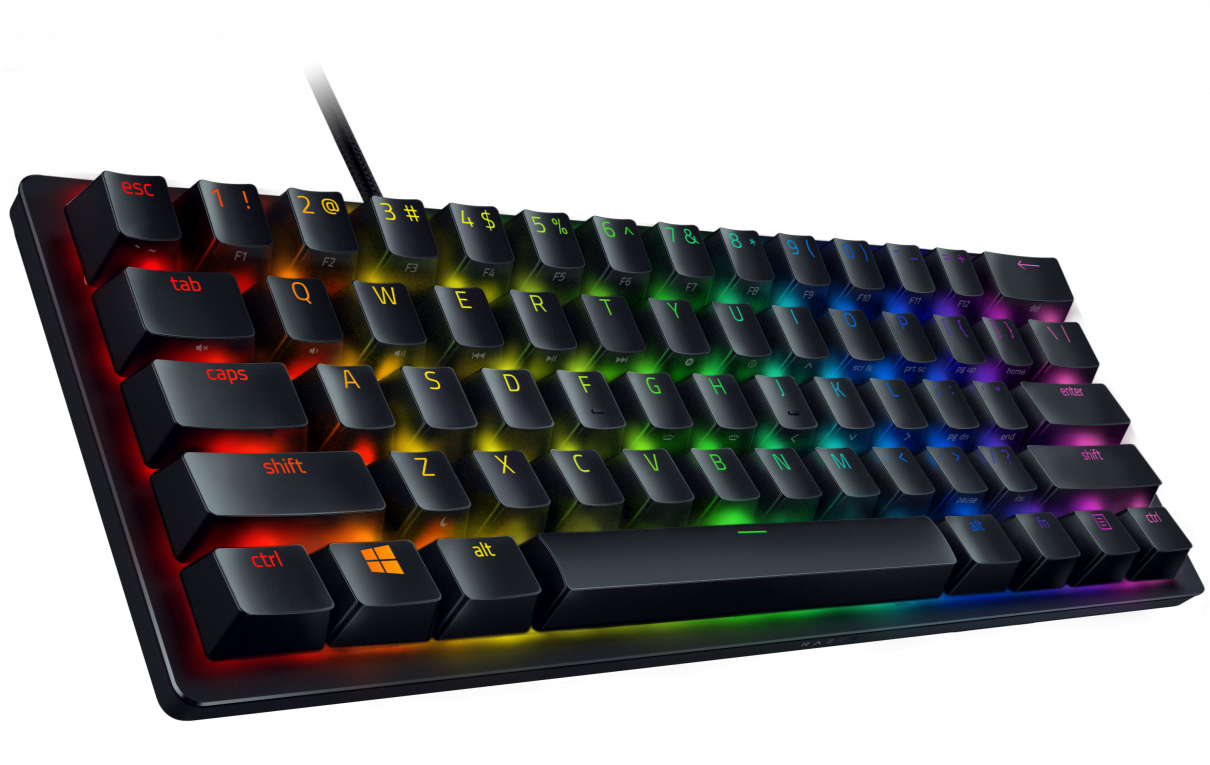 esc 1 ! 2 @ 3 # 4 $ 5 % 6 ^ 7 & 8 * 9 ( 0 ) - _ = + ←
` ~ F1 F2 F3 F4 F5 F6 F7 F8 F9 F10 F11 F12 del
tab Q W E R T Y U I O P [ { ] } \ |
scr lk prt sc pg up home
caps A S D F G H J K L ; : ' " enter
< > pg dn end
shift Z X C V B N M < > / ? shift
pause ins
ctrl alt alt fn ctrl
RAZER